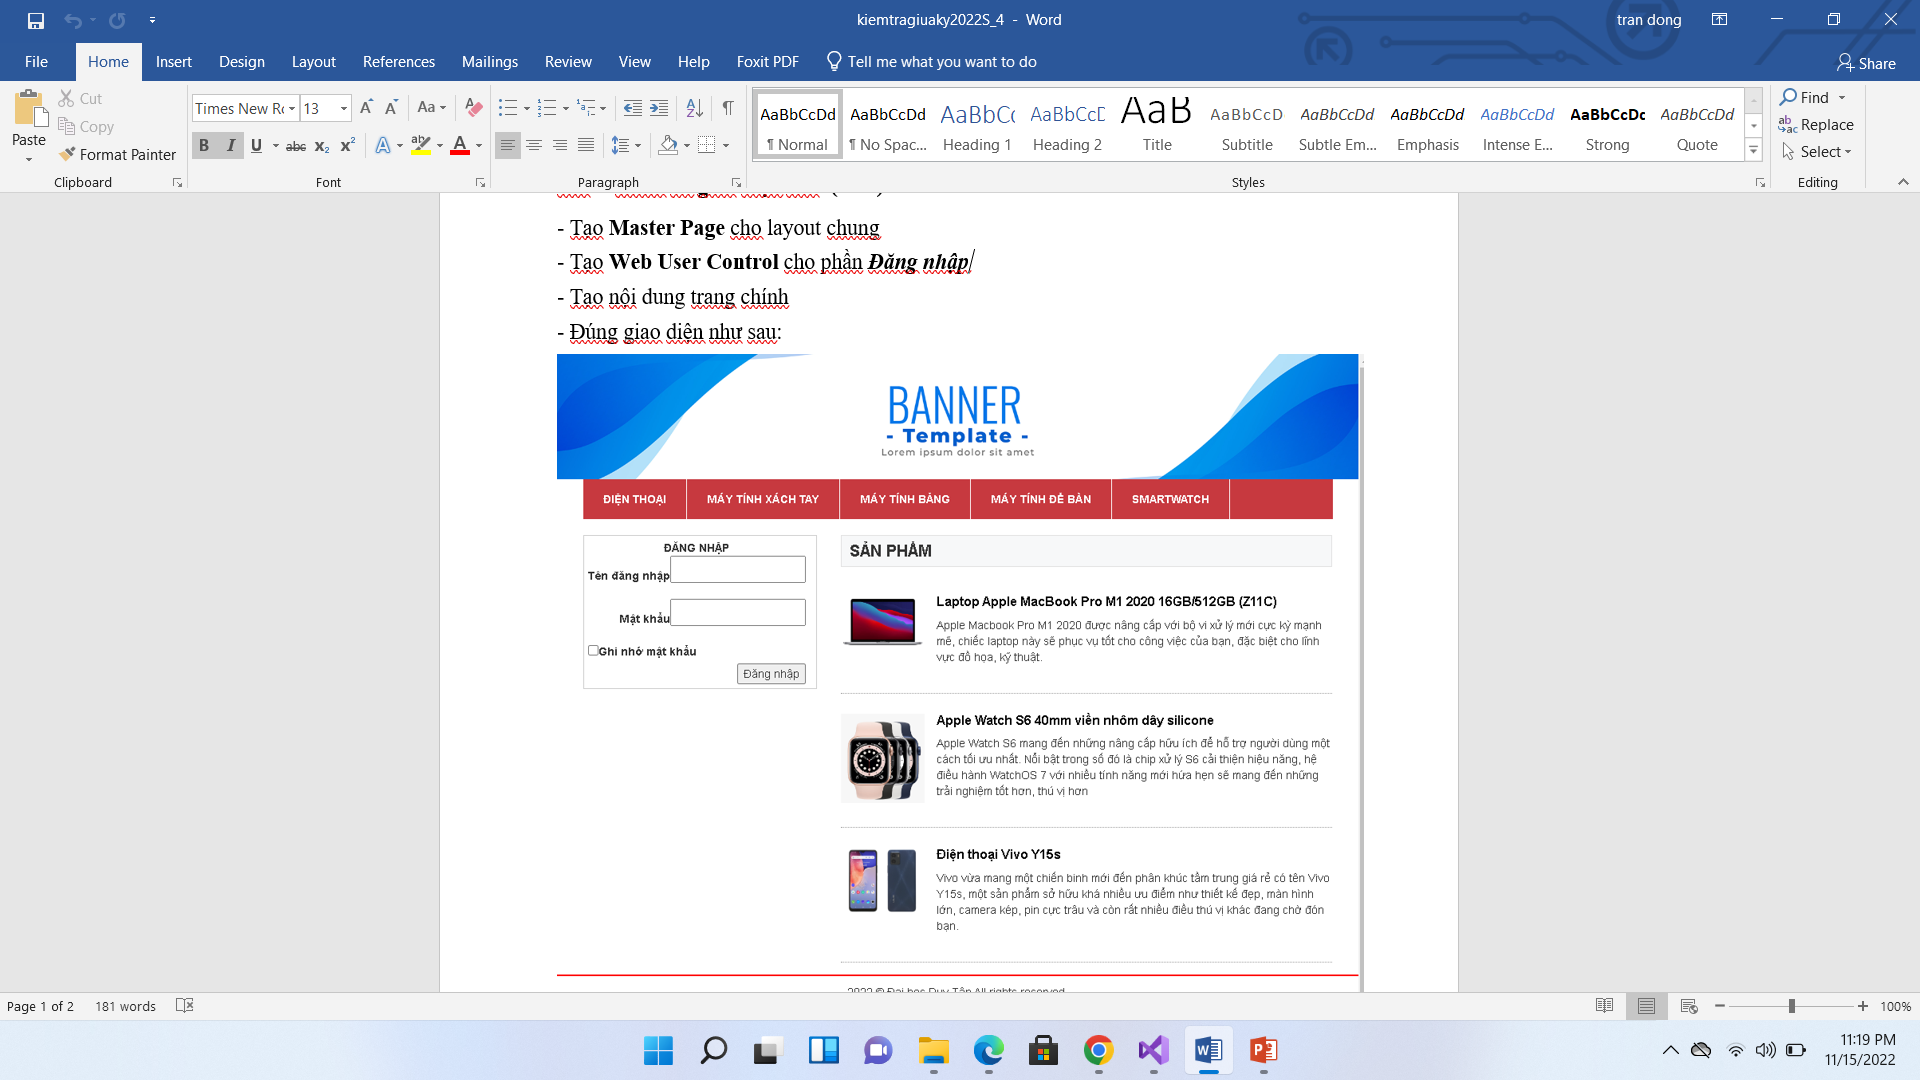 kiemtragiuaky2022S_4 - Word
tran dong
File
Home
Insert
Design
Layout
References
Mailings
Review
View
Help
Foxit PDF
Tell me what you want to do
Share
Paste
Cut
Copy
Format Painter
Clipboard
Times New Ro
13
Font
Paragraph
AaBbCcDd
¶ Normal
AaBbCcDd
¶ No Spac...
AaBbCc
Heading 1
AaBbCcD
Heading 2
AaB
Title
AaBbCcD
Subtitle
AaBbCcDd
Subtle Em...
AaBbCcDd
Emphasis
AaBbCcDd
Intense E...
AaBbCcDc
Strong
AaBbCcDd
Quote
Styles
Find
Replace
Select
Editing
- Tạo Master Page cho layout chung
- Tạo Web User Control cho phần Đăng nhập/
- Tạo nội dung trang chính
- Đúng giao diện như sau:
BANNER
- Template -
Lorem ipsum dolor sit amet
ĐIỆN THOẠI
MÁY TÍNH XÁCH TAY
MÁY TÍNH BẢNG
MÁY TÍNH ĐỂ BÀN
SMARTWATCH
ĐĂNG NHẬP
Tên đăng nhập
Mật khẩu
Ghi nhớ mật khẩu
Đăng nhập
SẢN PHẨM
Laptop Apple MacBook Pro M1 2020 16GB/512GB (Z11C)
Apple Macbook Pro M1 2020 được nâng cấp với bộ vi xử lý mới cực kỳ mạnh
mẽ, chiếc laptop này sẽ phục vụ tốt cho công việc của bạn, đặc biệt cho lĩnh
vực đồ họa, kỹ thuật.
Apple Watch S6 40mm viền nhôm dây silicone
Apple Watch S6 mang đến những nâng cấp hữu ích để hỗ trợ người dùng một
cách tối ưu nhất. Nổi bật trong số đó là chip xử lý S6 cải thiện hiệu năng, hệ
điều hành WatchOS 7 với nhiều tính năng mới hứa hẹn sẽ mang đến những
trải nghiệm tốt hơn, thú vị hơn
Điện thoại Vivo Y15s
Vivo vừa mang một chiến binh mới đến phân khúc tầm trung giá rẻ có tên Vivo
Y15s, một sản phẩm sở hữu khá nhiều ưu điểm như thiết kế đẹp, màn hình
lớn, camera kép, pin cực trâu và còn rất nhiều điều thú vị khác đang chờ đón
bạn.
2022 © Đại học Duy Tân All rights reserved
Page 1 of 2
181 words
100%
11:19 PM
11/15/2022